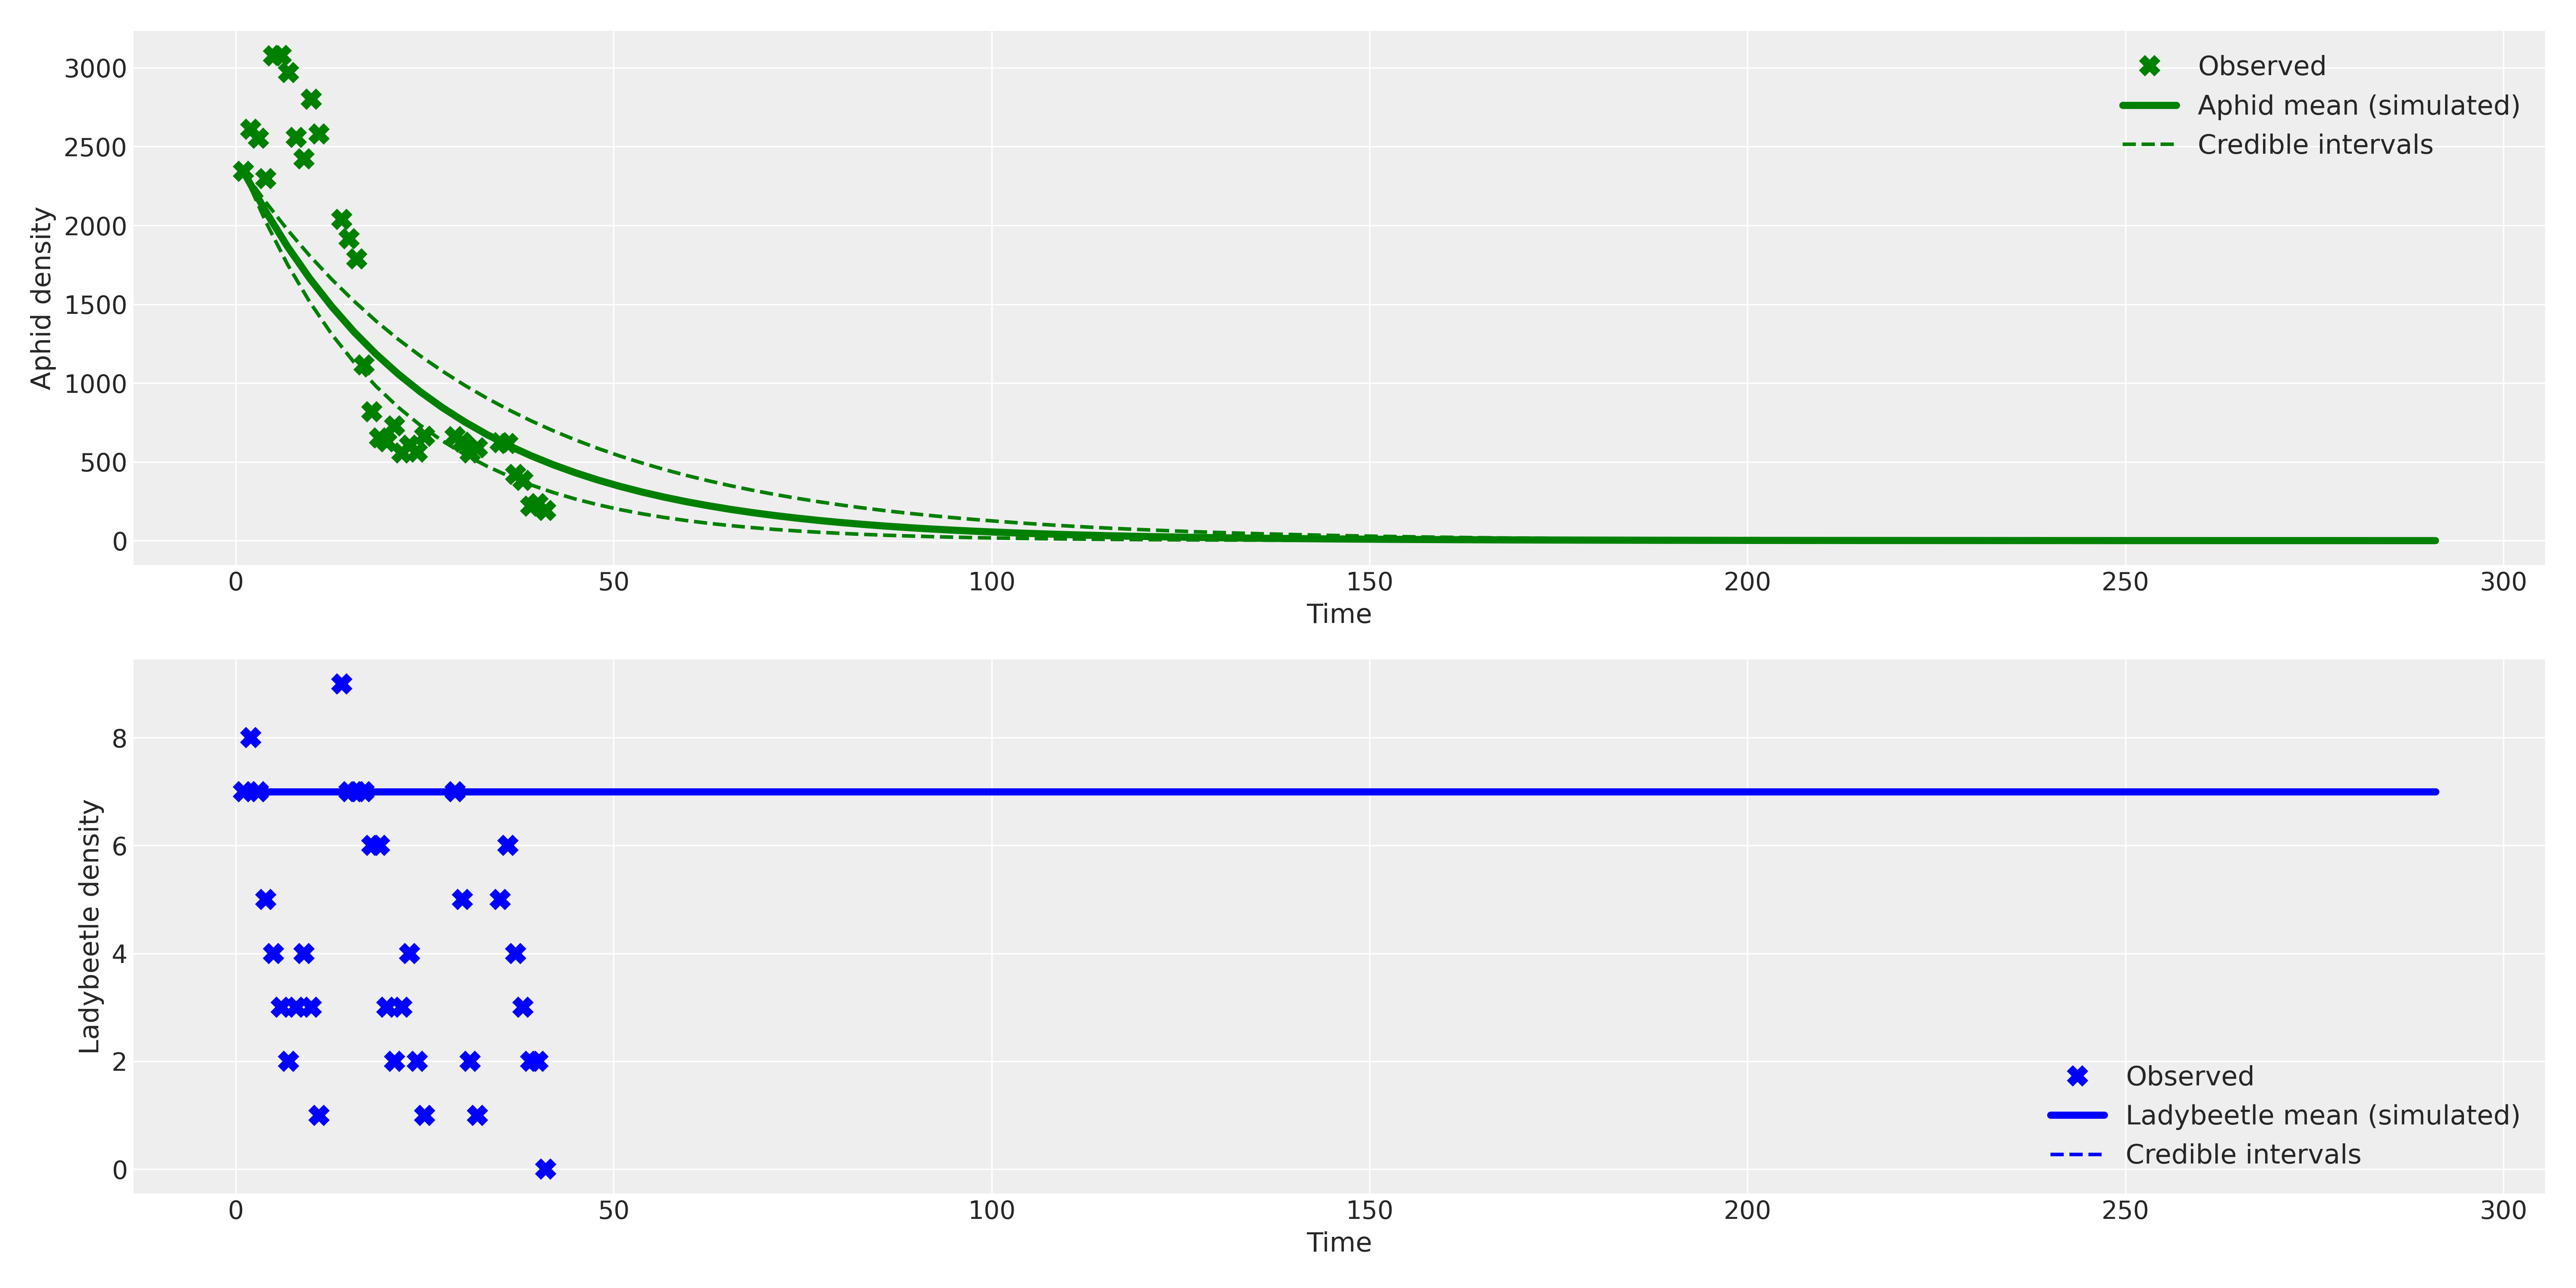 3000
2500
2000
1500
1000
500
0
Aphid density
Observed
Aphid mean (simulated)
Credible intervals
0 50 100 150 200 250 300
Time
8
6
4
2
0
Ladybeetle density
Observed
Ladybeetle mean (simulated)
Credible intervals
0 50 100 150 200 250 300
Time